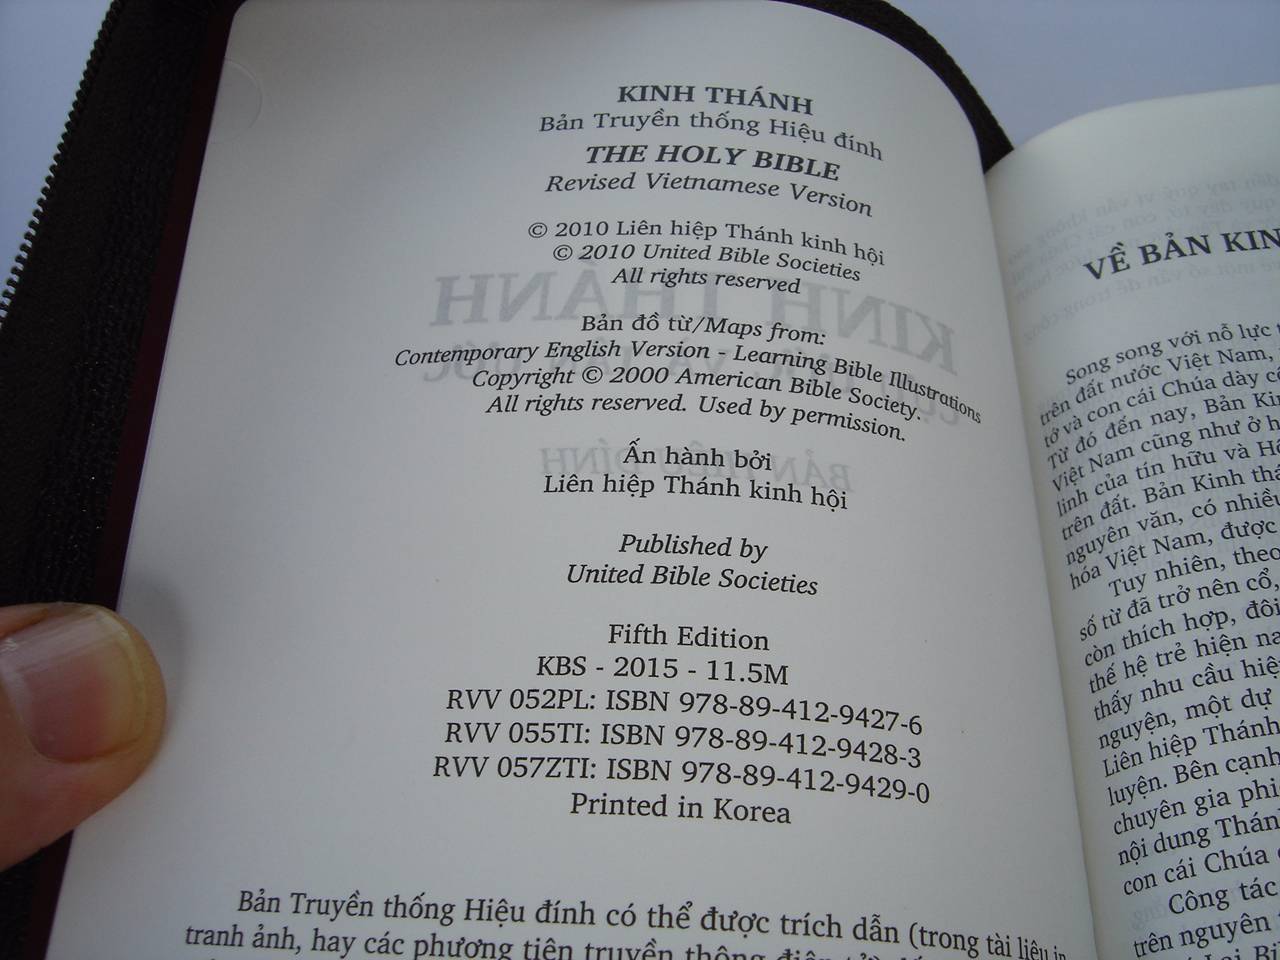 KINH THÁNH
Bản Truyền thống Hiệu đính
THE HOLY BIBLE
Revised Vietnamese Version
© 2010 Liên hiệp Thánh kinh hội
© 2010 United Bible Societies
All rights reserved
Bản đồ từ/Maps from:
Contemporary English Version - Learning Bible Illustrations
Copyright © 2000 American Bible Society.
All rights reserved. Used by permission.
Ấn hành bởi
Liên hiệp Thánh kinh hội
Published by
United Bible Societies
Fifth Edition
KBS - 2015 - 11.5M
RVV 052PL: ISBN 978-89-412-9427-6
RVV 055TI: ISBN 978-89-412-9428-3
RVV 057ZTI: ISBN 978-89-412-9429-0
Printed in Korea
Bản Truyền thống Hiệu đính có thể được trích dẫn (trong tài liệu in
tranh ảnh, hay các phương tiện truyền thông điện tử)
VỀ BẢN KIN
Song song với nỗ lực
trên đất nước Việt Nam,
tớ và con cái Chúa dày
Từ đó đến nay, Bản Kin
Việt Nam cũng như ở
linh của tín hữu và
trên đất. Bản Kinh
nguyên văn, có nhiều
hóa Việt Nam, được
Tuy nhiên, theo
số từ đã trở nên cổ,
còn thích hợp, đôi
thế hệ trẻ hiện
thấy nhu cầu
nguyện, một dự
Liên hiệp Thánh
luyện. Bên cạnh
chuyên gia
nội dung Thán
con cái Chúa
Công tác
trên nguyên